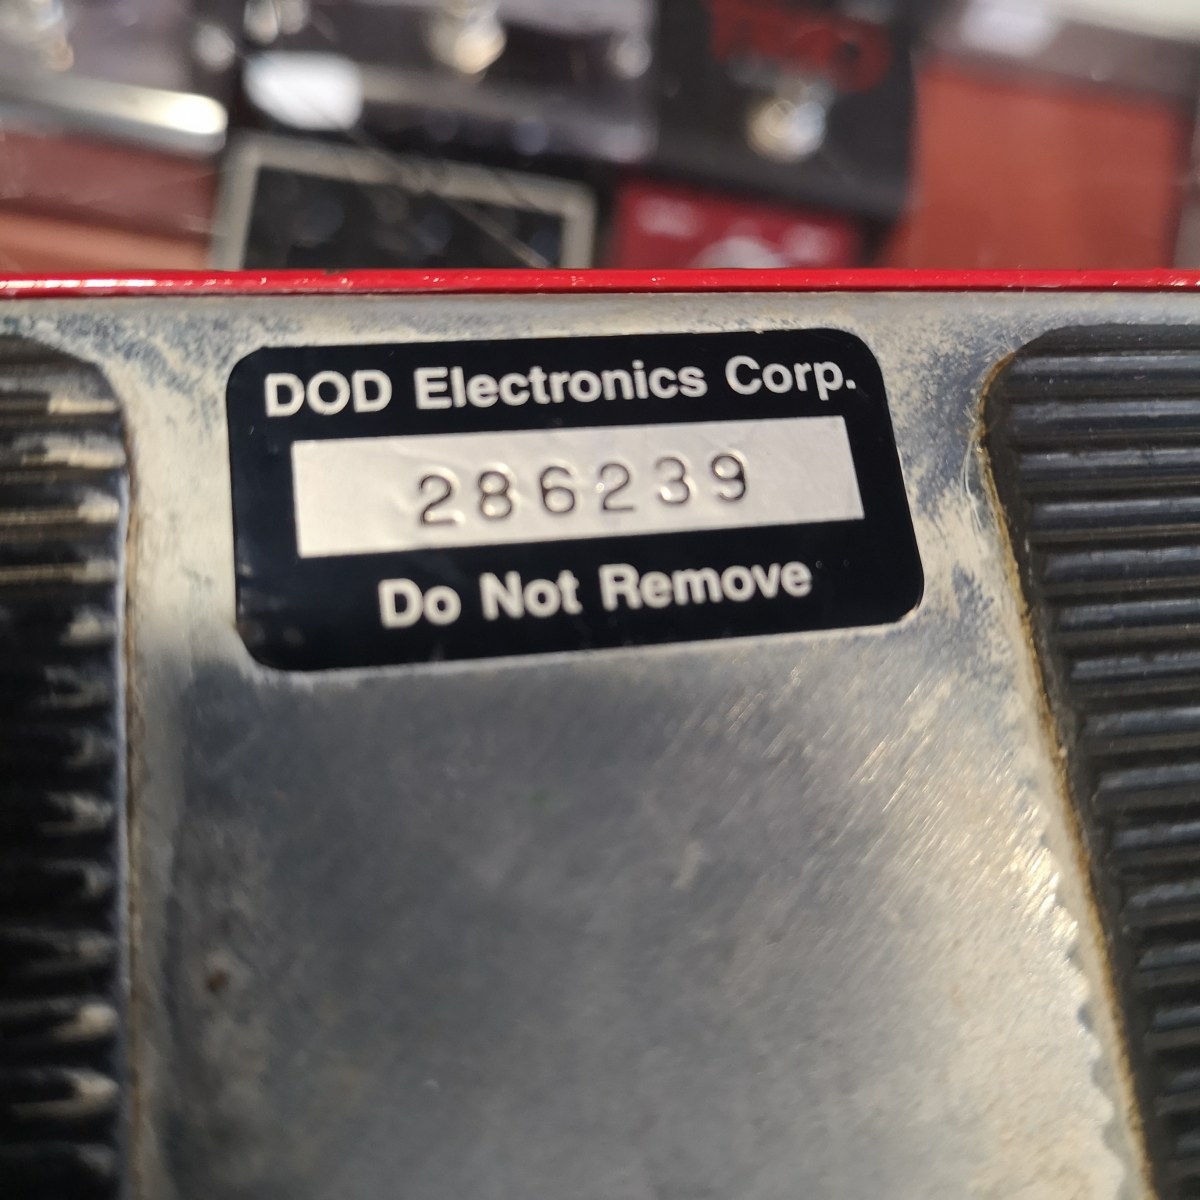 DOD Electronics Corp.
286239
Do Not Remove